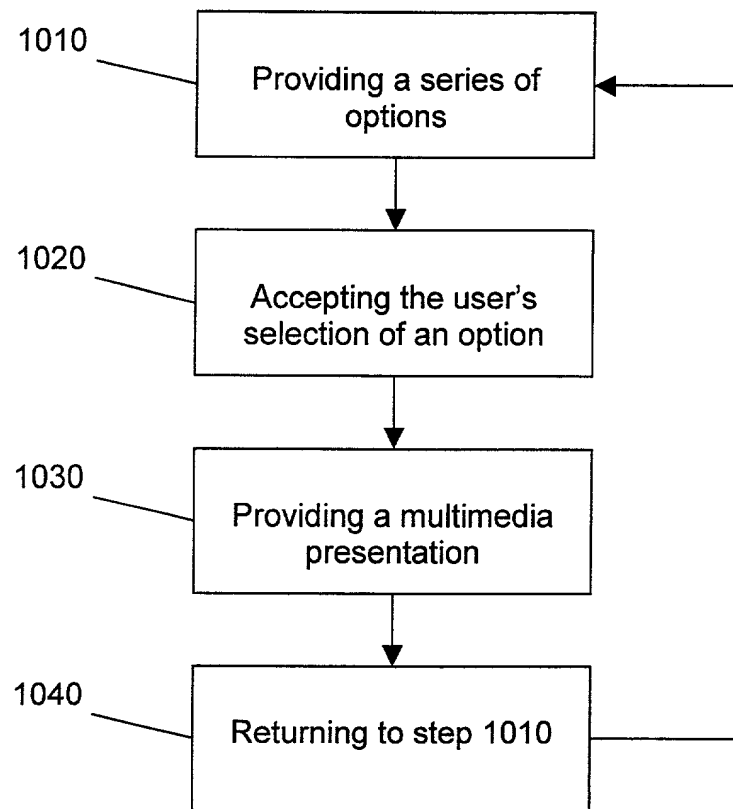 1010
Providing a series of
options
1020
Accepting the user's
selection of an option
1030
Providing a multimedia
presentation
1040
Returning to step 1010